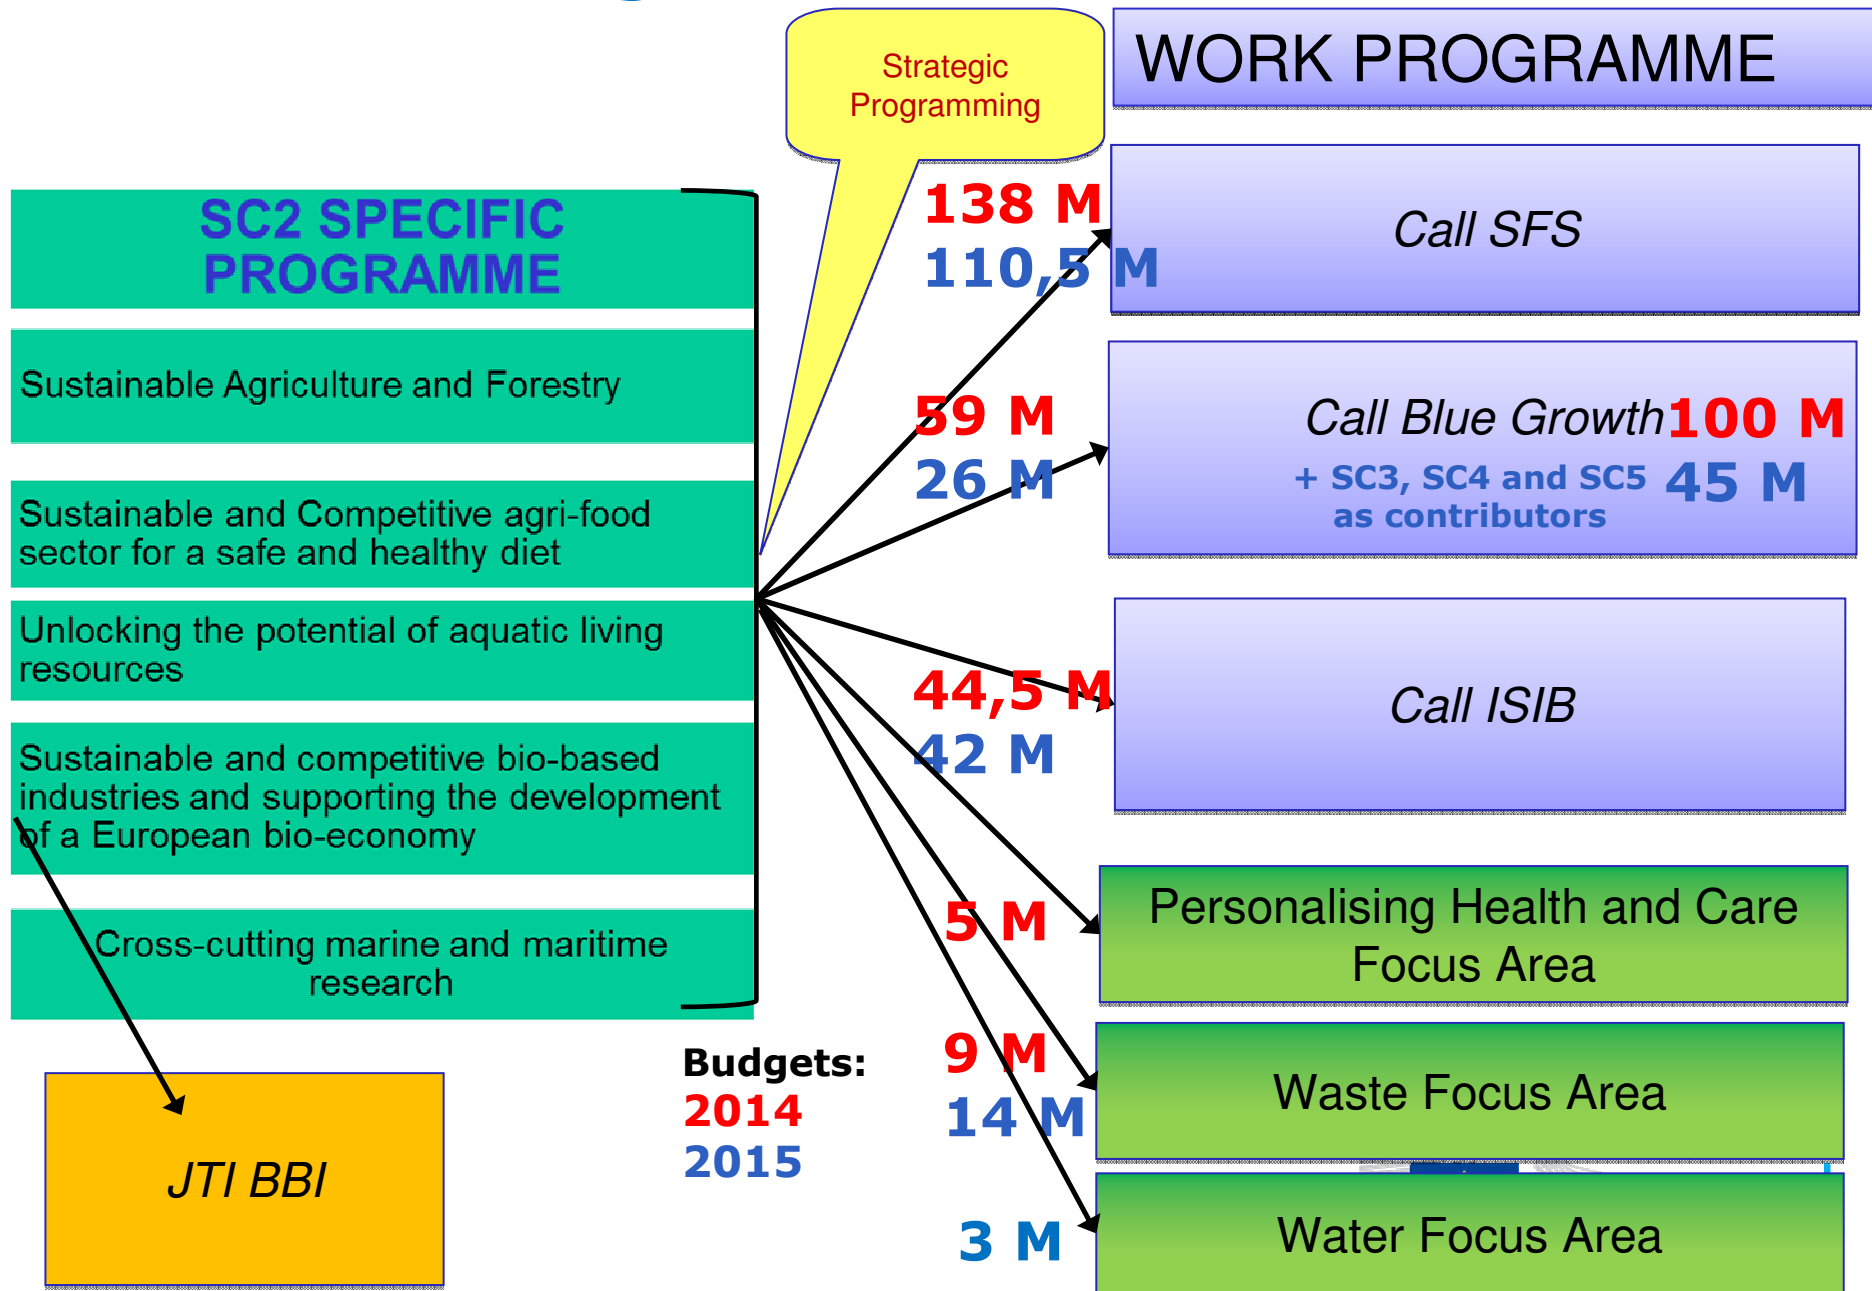 Strategic
Programming
WORK PROGRAMME
SC2 SPECIFIC
PROGRAMME
Sustainable Agriculture and Forestry
Sustainable and Competitive agri-food
sector for a safe and healthy diet
Unlocking the potential of aquatic living
resources
Sustainable and competitive bio-based
industries and supporting the development
of a European bio-economy
Cross-cutting marine and maritime
research
JTI BBI
Budgets:
2014
2015
138 M
110,5 M
Call SFS
59 M
26 M
Call Blue Growth 100 M
+ SC3, SC4 and SC5 45 M
as contributors
44,5 M
42 M
Call ISIB
5 M
Personalising Health and Care
Focus Area
9 M
14 M
Waste Focus Area
3 M
Water Focus Area